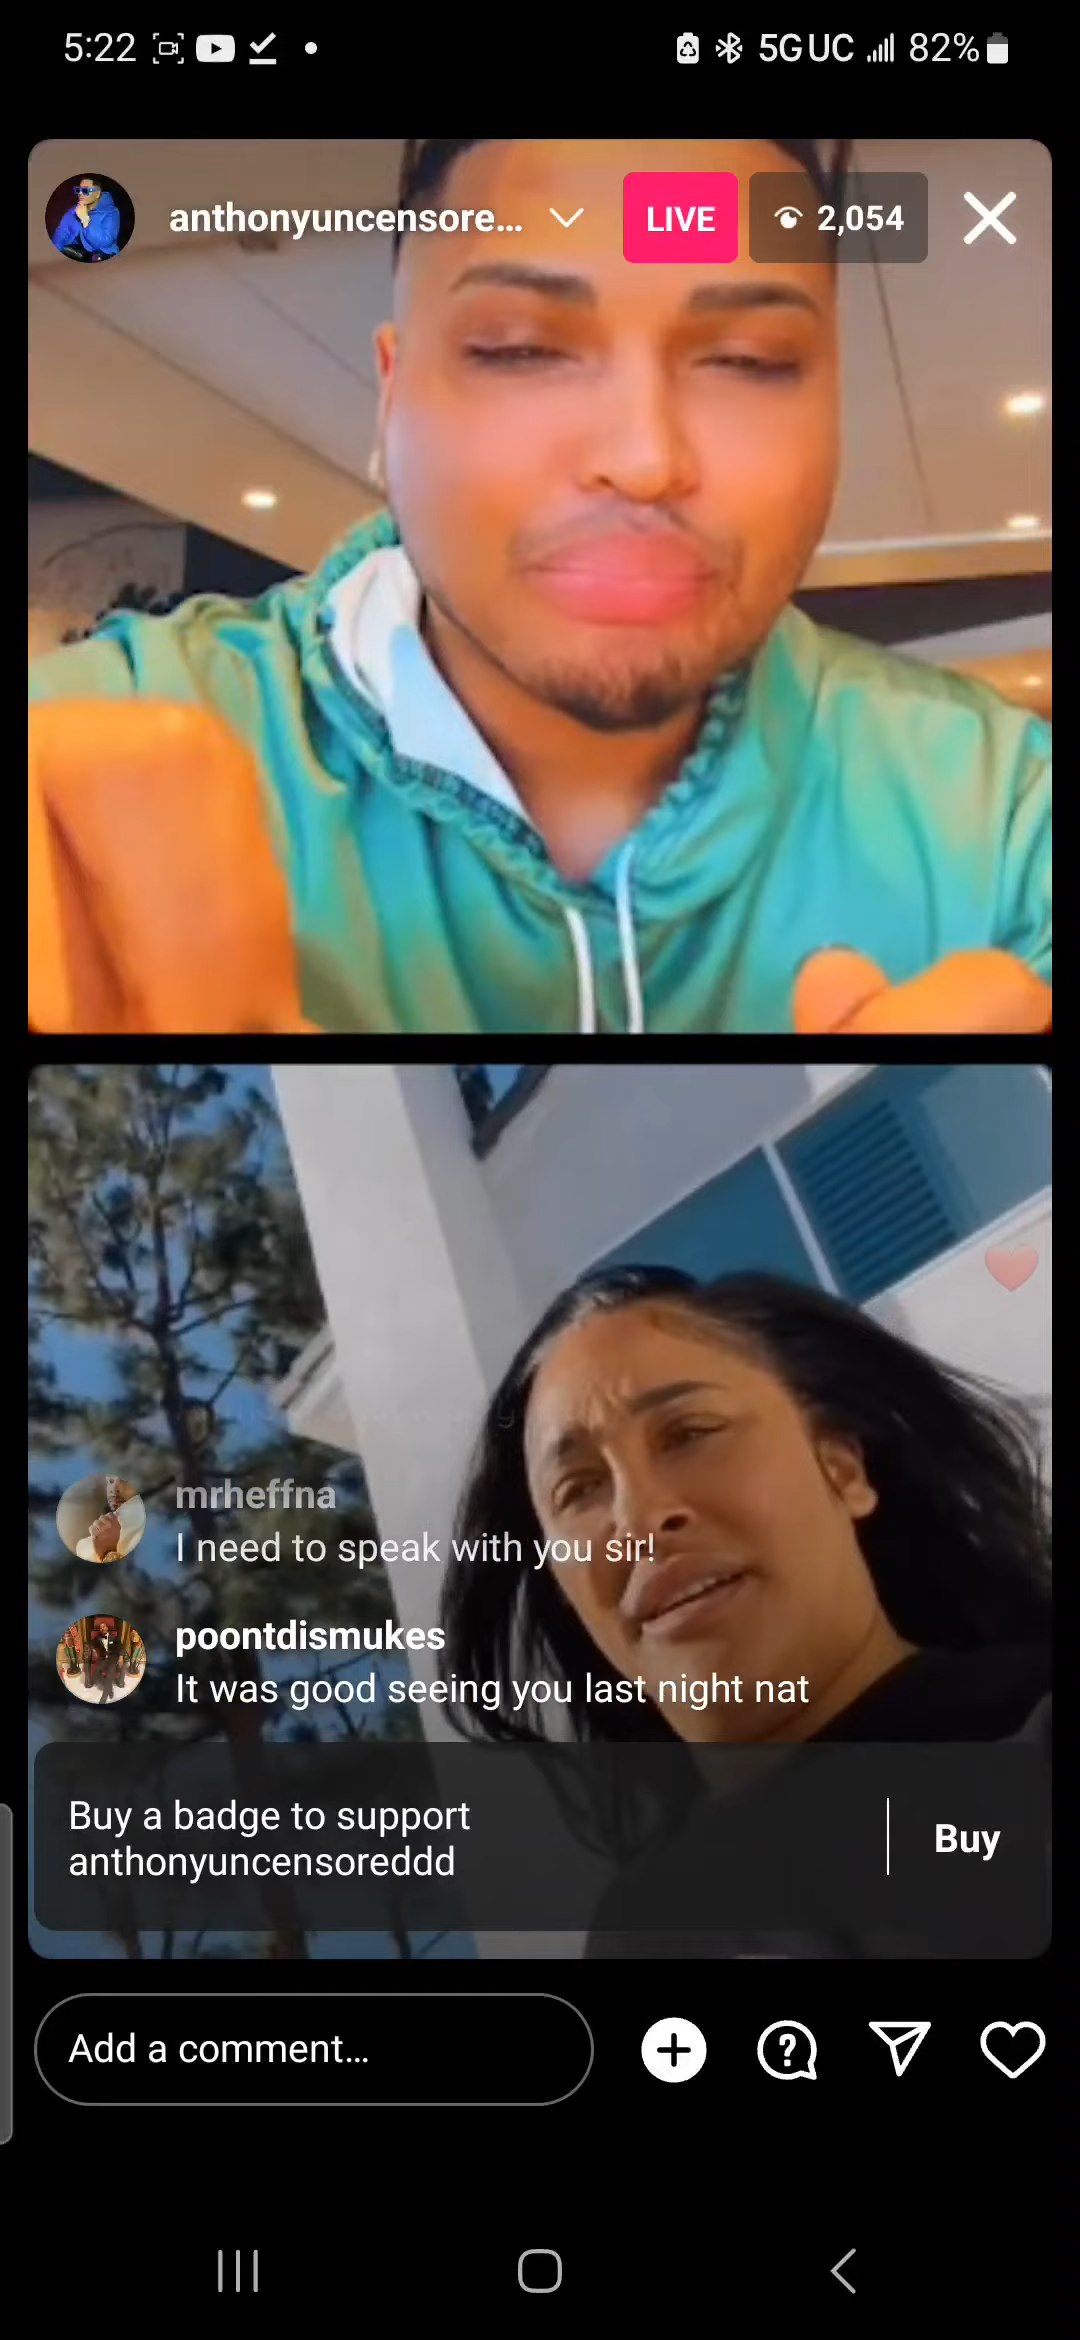 5:22 5G UC 82%
anthonyuncensore... LIVE 2,054
mrheffna
I need to speak with you sir!
poontdismukes
It was good seeing you last night nat
Buy a badge to support
anthonyuncensoreddd
Buy
Add a comment...